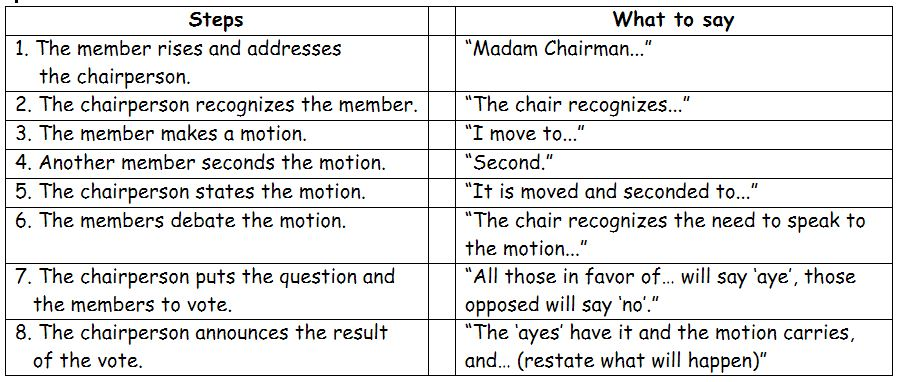 Steps What to say
1. The member rises and addresses "Madam Chairman..."
the chairperson.
2. The chairperson recognizes the member. "The chair recognizes..."
3. The member makes a motion. "I move to..."
4. Another member seconds the motion. "Second."
5. The chairperson states the motion. "It is moved and seconded to..."
6. The members debate the motion. "The chair recognizes the need to speak to
the motion..."
7. The chairperson puts the question and "All those in favor of... will say 'aye', those
the members to vote. opposed will say 'no'."
8. The chairperson announces the result "The 'ayes' have it and the motion carries,
of the vote. and... (restate what will happen)"